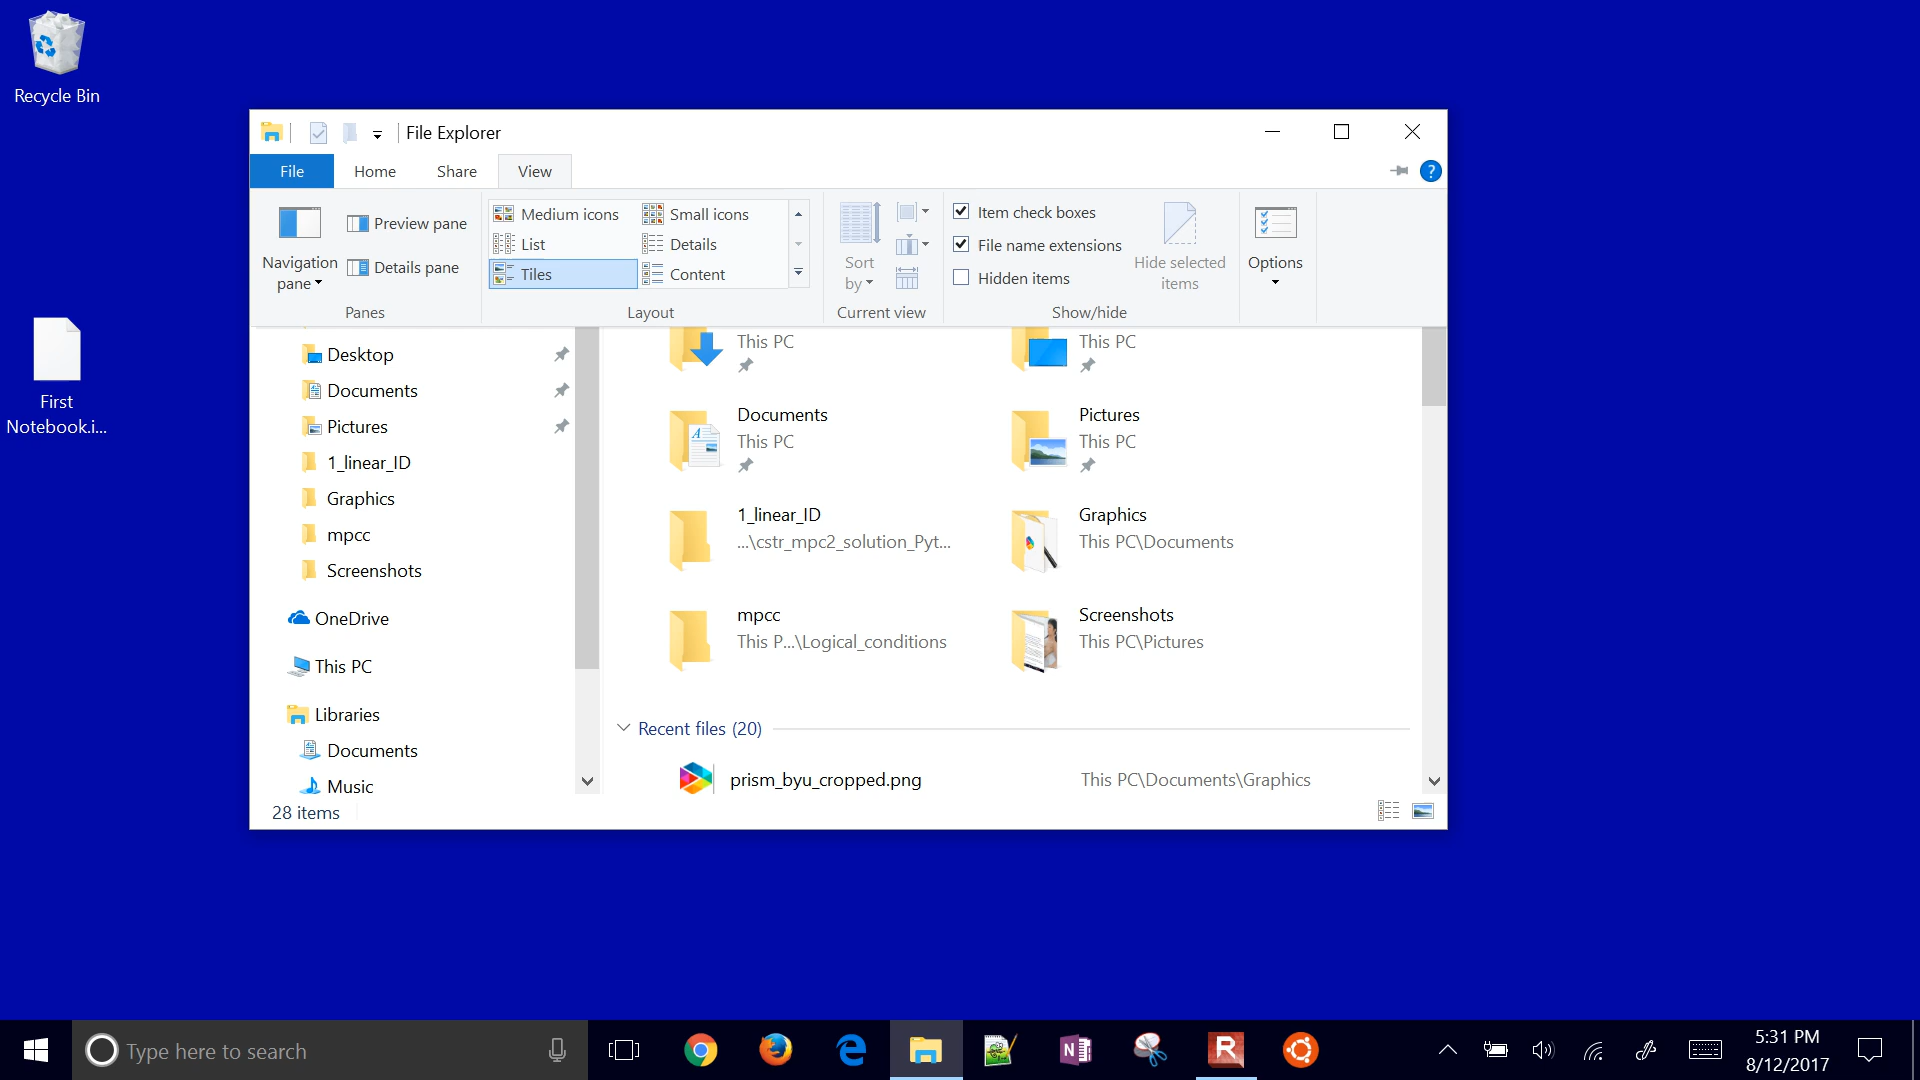 Recycle Bin
First
Notebook.i...
File Explorer
File
Home
Share
View
?
Navigation
pane
Preview pane
Details pane
Panes
Medium icons
Small icons
List
Details
Tiles
Content
Layout
Sort
by
Current view
Item check boxes
File name extensions
Hidden items
Hide selected
items
Show/hide
Options
Desktop
Documents
Pictures
1_linear_ID
Graphics
mpcc
Screenshots
OneDrive
This PC
Libraries
Documents
Music
This PC
This PC
Documents
This PC
Pictures
This PC
1_linear_ID
...\cstr_mpc2_solution_Pyt...
Graphics
This PC\Documents
mpcc
This P...\Logical_conditions
Screenshots
This PC\Pictures
Recent files (20)
prism_byu_cropped.png
This PC\Documents\Graphics
28 items
Type here to search
5:31 PM
8/12/2017